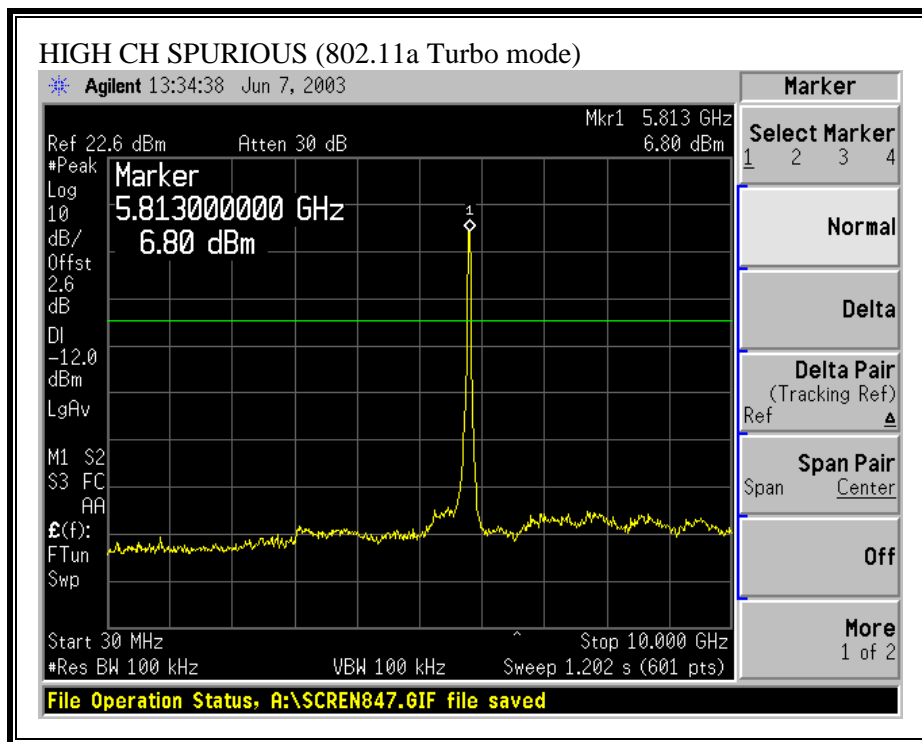 HIGH CH SPURIOUS (802.11a Turbo mode)
Agilent 13:34:38 Jun 7, 2003
Marker
Mkr1 5.813 GHz
Ref 22.6 dBm Atten 30 dB 6.80 dBm
#Peak
Log
10
dB/
Offst
2.6
dB
DI
-12.0
dBm
LgAv
M1 S2
S3 FC
AA
£(f):
FTun
Swp
Marker
5.813000000 GHz
6.80 dBm
1
Start 30 MHz ^ Stop 10.000 GHz
#Res BW 100 kHz VBW 100 kHz Sweep 1.202 s (601 pts)
Select Marker
1 2 3 4
Normal
Delta
Delta Pair
(Tracking Ref)
Ref Δ
Span Pair
Span Center
Off
More
1 of 2
File Operation Status, A:\SCREN847.GIF file saved